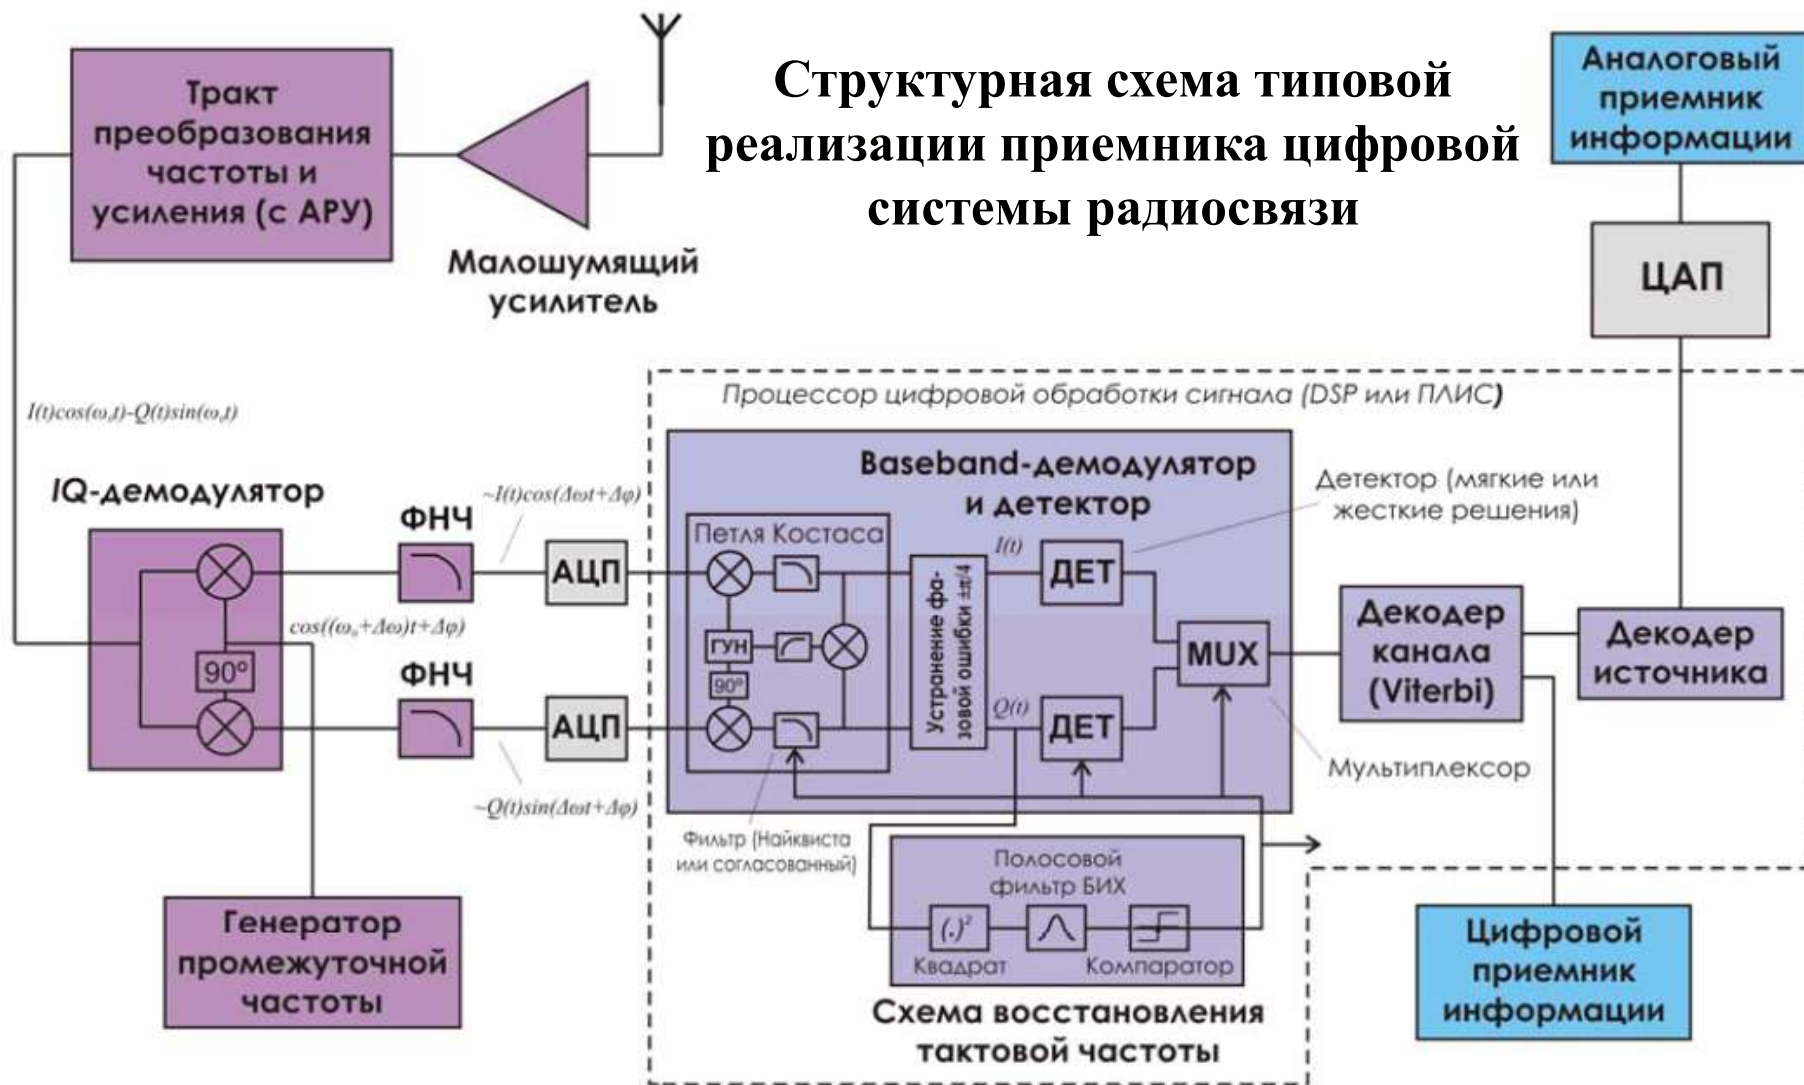 Структурная схема типовой
реализации приемника цифровой
системы радиосвязи
Тракт
преобразования
частоты и
усиления (с АРУ)
Малошумящий
усилитель
Аналоговый
приемник
информации
ЦАП
I(t)cos(ω₀t)-Q(t)sin(ω₀t)
Процессор цифровой обработки сигнала (DSP или ПЛИС)
IQ-демодулятор
ФНЧ
~I(t)cos(Δωt+Δφ)
АЦП
cos((ω₀+Δω)t+Δφ)
90º
ФНЧ
АЦП
~Q(t)sin(Δωt+Δφ)
Генератор
промежуточной
частоты
Baseband-демодулятор
и детектор
Петля Костаса
ГУН
90º
Устранение фа-
зовой ошибки ±π/4
I(t)
ДЕТ
Q(t)
ДЕТ
MUX
Детектор (мягкие или
жесткие решения)
Мультиплексор
Фильтр (Найквиста
или согласованный)
Полосовой
фильтр БИХ
(.)²
Квадрат
Компаратор
Схема восстановления
тактовой частоты
Декодер
канала
(Viterbi)
Декодер
источника
Цифровой
приемник
информации